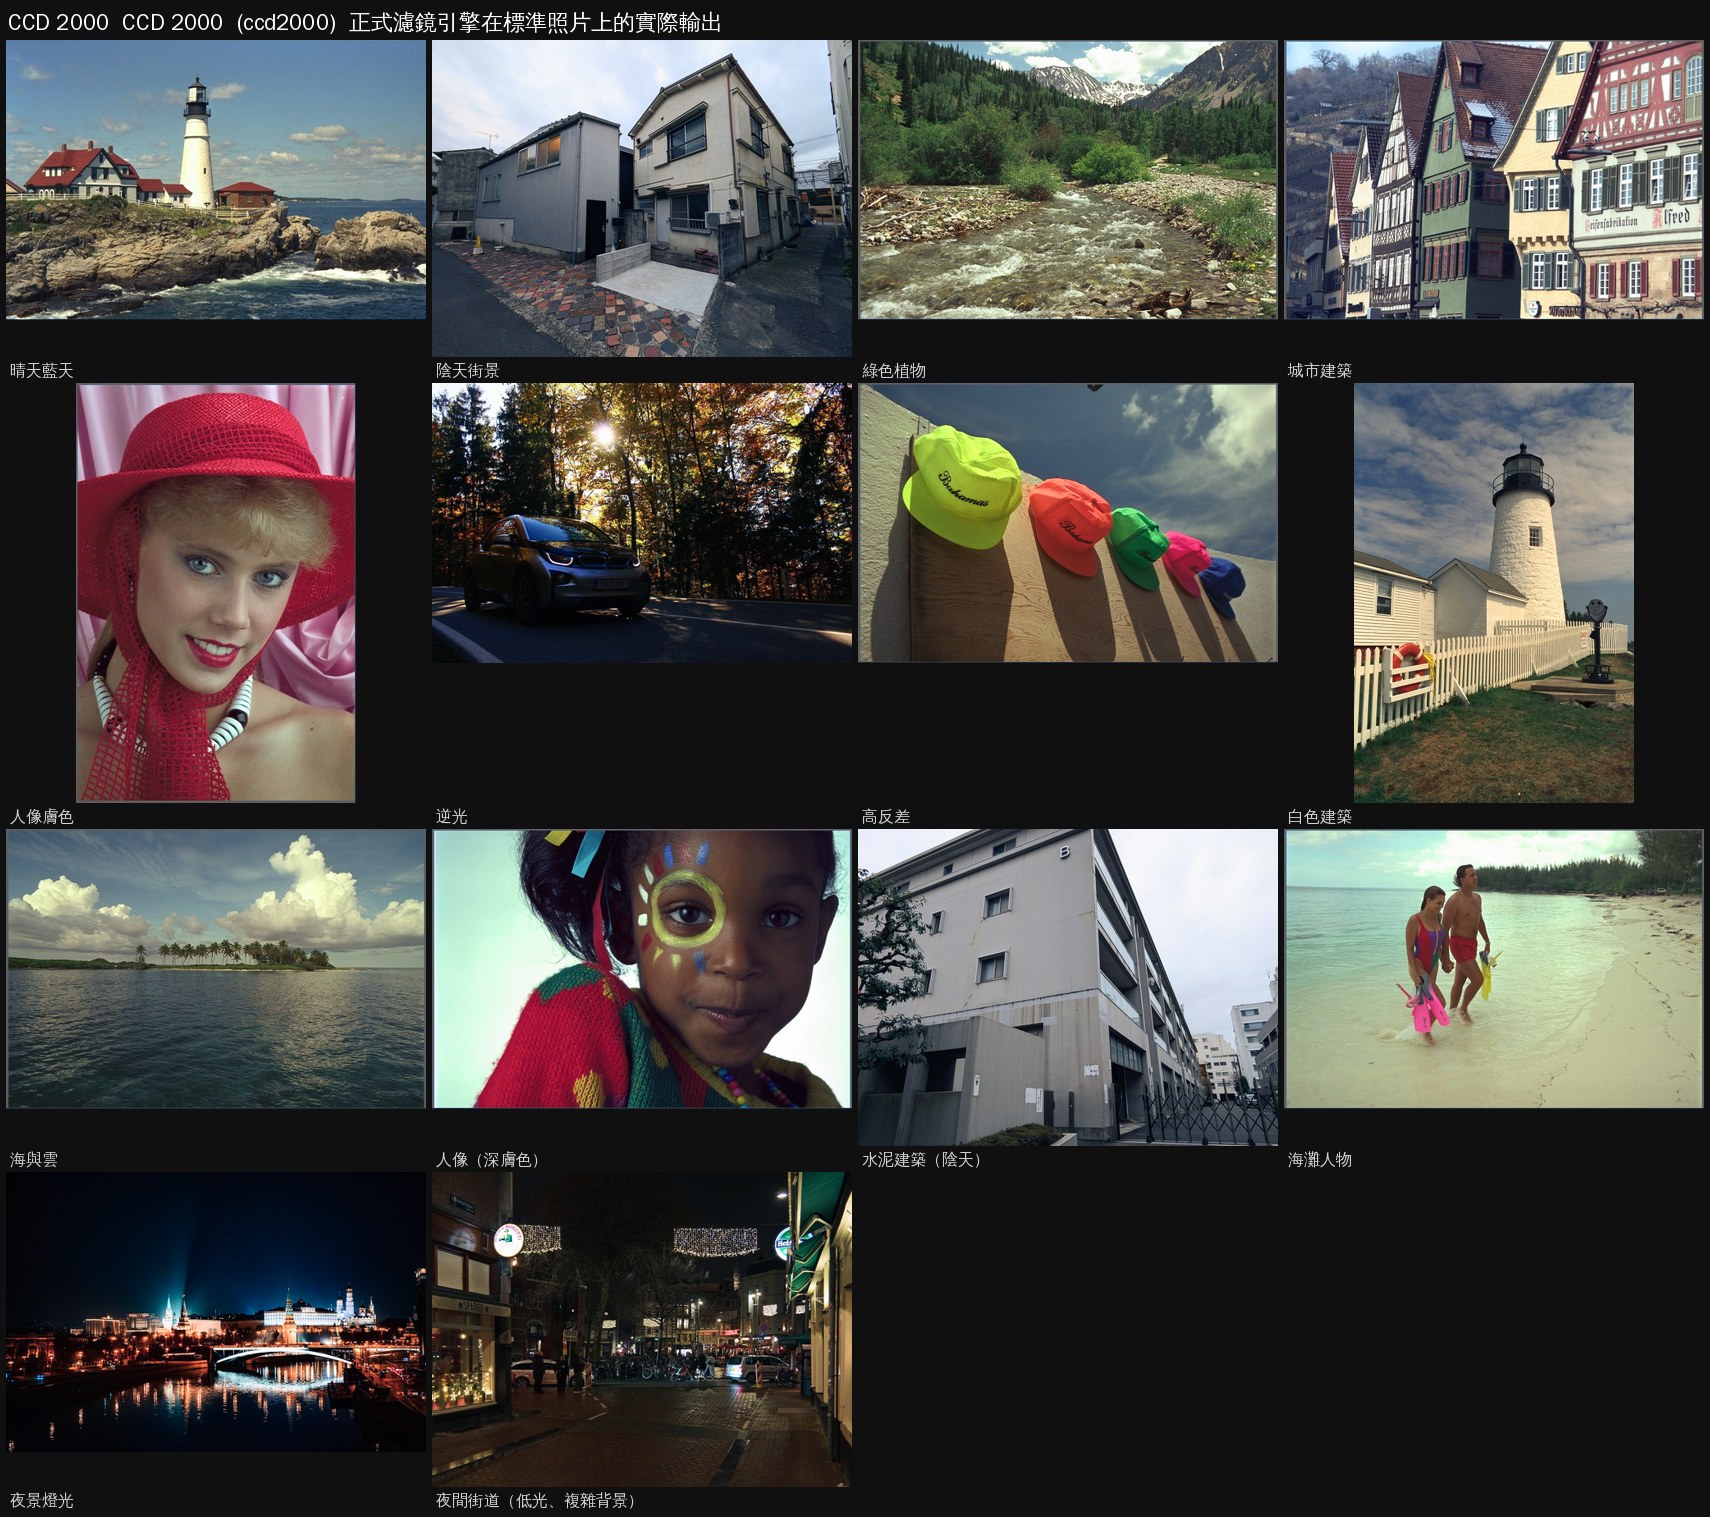 CCD 2000  CCD 2000  (ccd2000)  正式濾鏡引擎在標準照片上的實際輸出
Alfred
晴天藍天
陰天街景
綠色植物
城市建築
Bahamas
Bahamas
人像膚色
逆光
高反差
白色建築
B
海與雲
人像（深膚色）
水泥建築（陰天）
海灘人物
夜景燈光
夜間街道（低光、複雜背景）